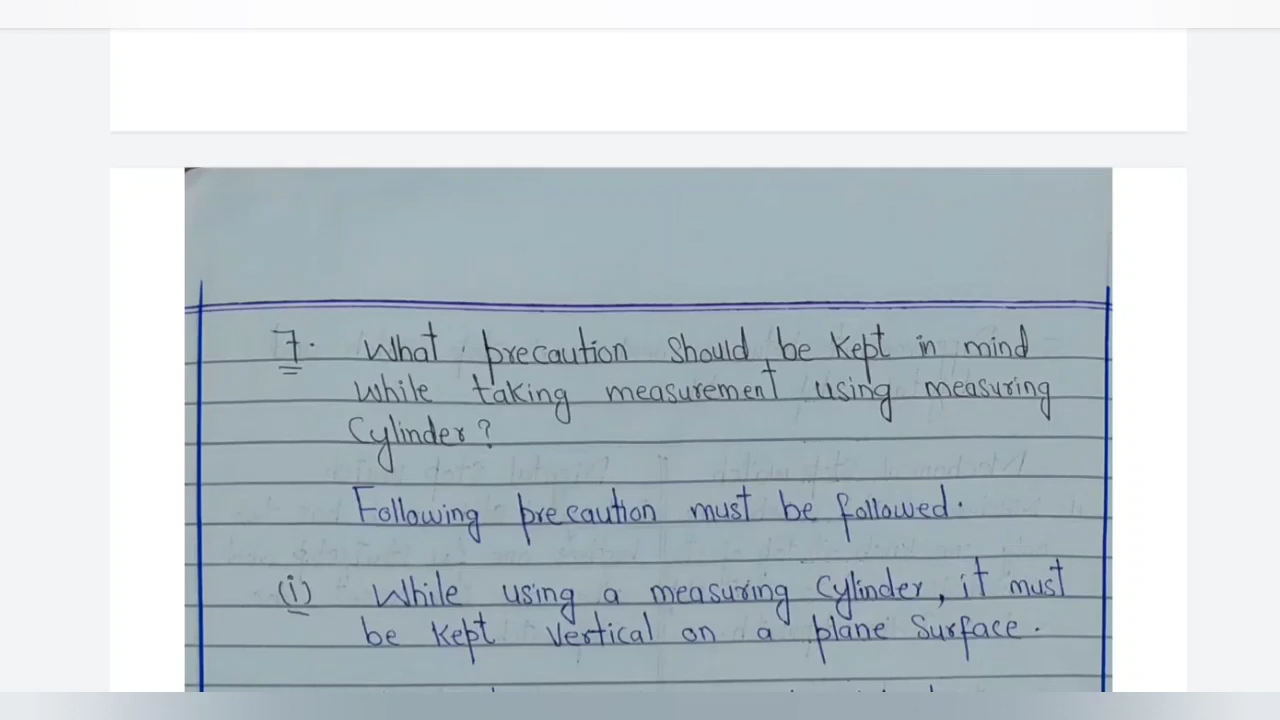 7. What precaution should be kept in mind
while taking measurement using measuring
Cylinder?
Following precaution must be followed.
(i) While using a measuring cylinder, it must
be kept vertical on a plane surface.